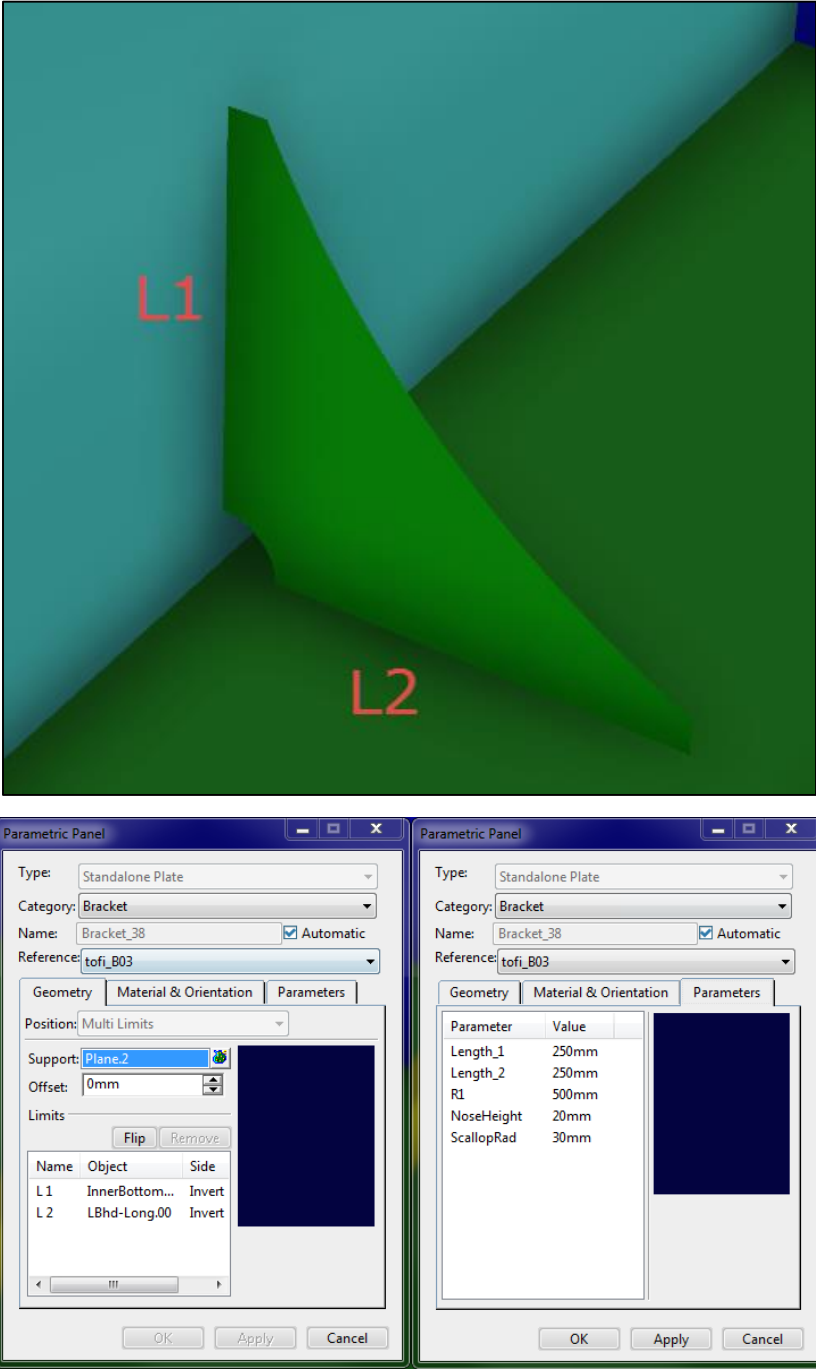 L1
L2
Parametric Panel
Type: Standalone Plate
Category: Bracket
Name: Bracket_38 Automatic
Reference: tofi_B03
Geometry Material & Orientation Parameters
Position: Multi Limits
Support: Plane.2
Offset: 0mm
Limits
Flip Remove
Name Object Side
L 1 InnerBottom... Invert
L 2 LBhd-Long.00 Invert
OK Apply Cancel
Parametric Panel
Type: Standalone Plate
Category: Bracket
Name: Bracket_38 Automatic
Reference: tofi_B03
Geometry Material & Orientation Parameters
Parameter Value
Length_1 250mm
Length_2 250mm
R1 500mm
NoseHeight 20mm
ScallopRad 30mm
OK Apply Cancel